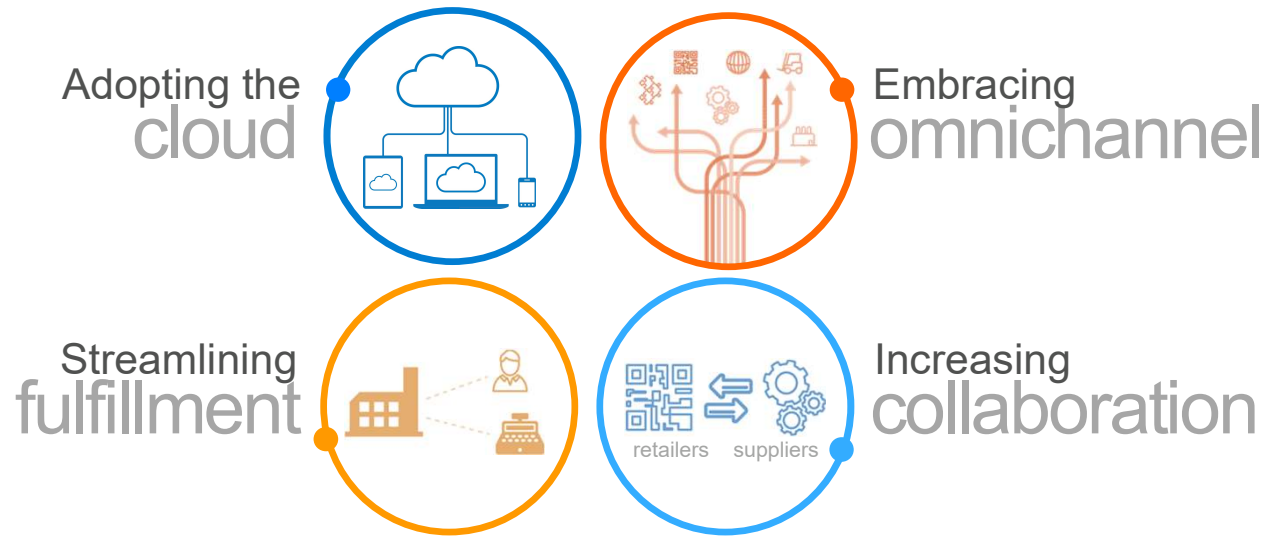 Adopting the
cloud
Embracing
omnichannel
Streamlining
fulfillment
Increasing
collaboration
retailers suppliers